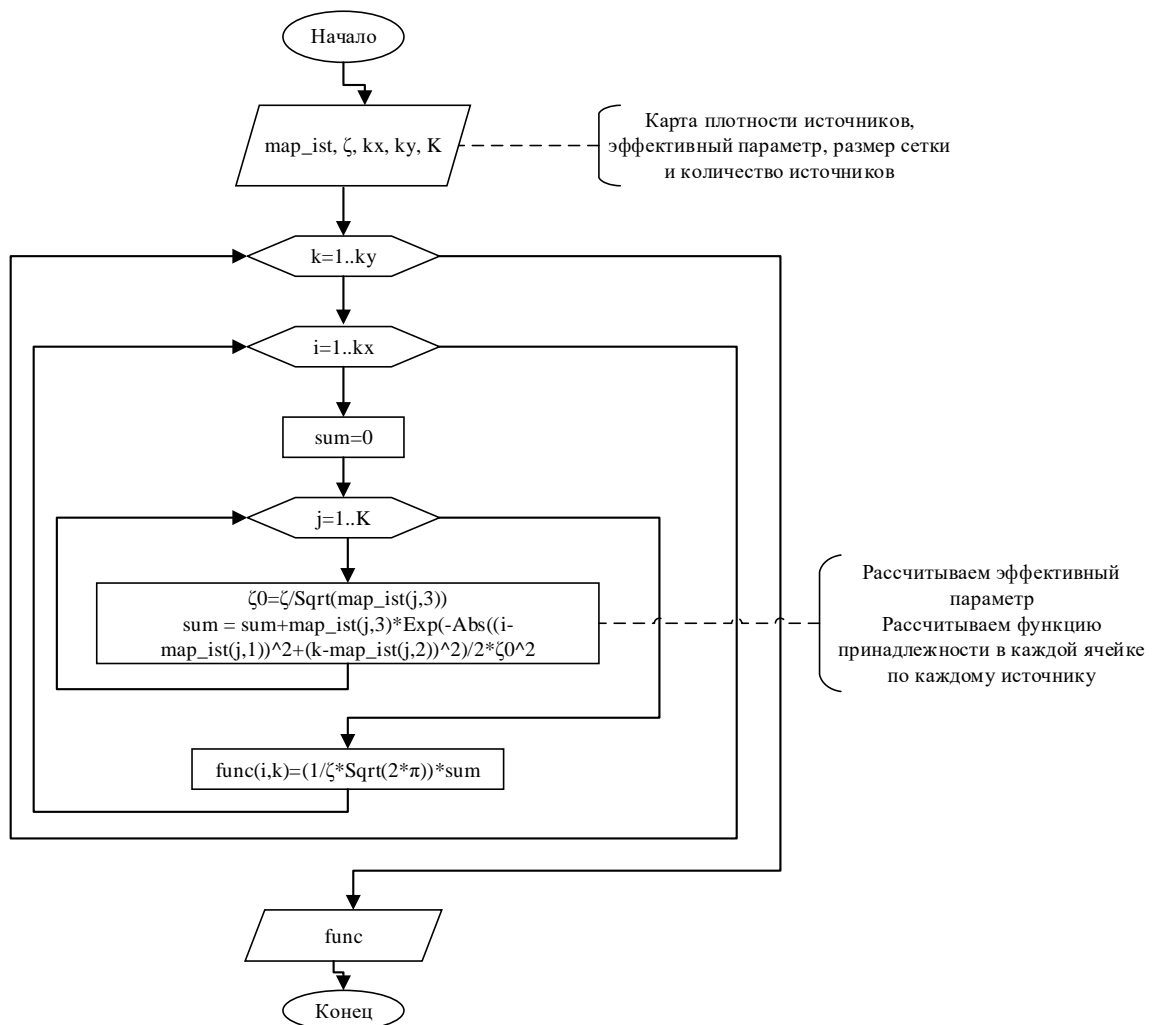 Начало
map_ist, ζ, kx, ky, K
Карта плотности источников,
эффективный параметр, размер сетки
и количество источников
k=1..ky
i=1..kx
sum=0
j=1..K
ζ0=ζ/Sqrt(map_ist(j,3))
sum = sum+map_ist(j,3)*Exp(-Abs((i-
map_ist(j,1))^2+(k-map_ist(j,2))^2)/2*ζ0^2
Рассчитываем эффективный
параметр
Рассчитываем функцию
принадлежности в каждой ячейке
по каждому источнику
func(i,k)=(1/ζ*Sqrt(2*π))*sum
func
Конец